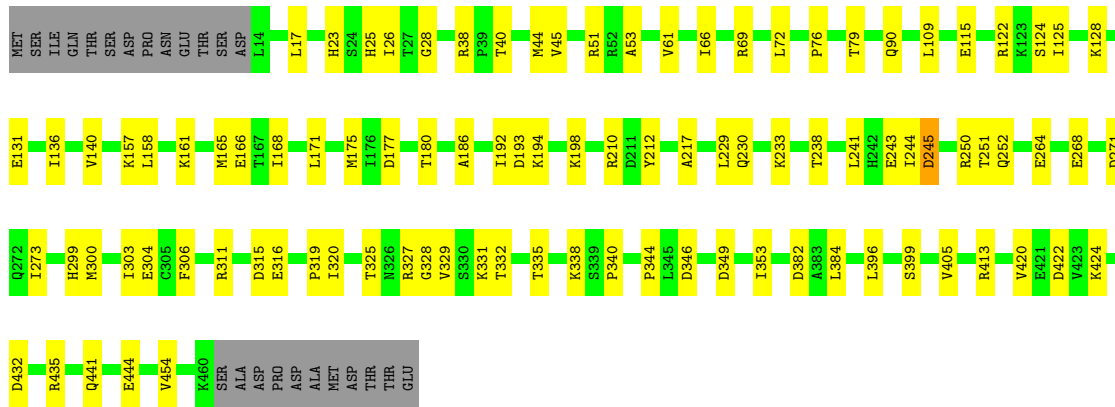 MET SER ILE GLN THR SER ASP PRO ASN GLU THR SER ASP L14 L17 H23 S24 H25 I26 T27 G28 R38 P39 T40 M44 V45 R51 R52 A53 V61 I66 R69 L72 P76 T79 Q90 L109 E115 R122 K123 S124 I125 K128
E131 I136 V140 K157 L158 K161 M165 E166 T167 I168 L171 M175 I176 D177 T180 A186 I192 D193 K194 K198 R210 D211 Y212 A217 L229 Q230 K233 T238 L241 H242 E243 I244 D245 R250 T251 Q252 E264 E268
Q272 I273 H299 M300 I303 E304 C305 F306 R311 D315 E316 P319 I320 T325 N326 R327 G328 V329 S330 K331 T332 T335 K338 S339 P340 P344 L345 D346 D349 I353 D382 A383 L384 L396 S399 V405 R413 V420 E421 D422 V423 K424
D432 R435 Q441 E444 V454 K460 SER ALA ASP PRO ASP ALA MET ASP THR THR GLU